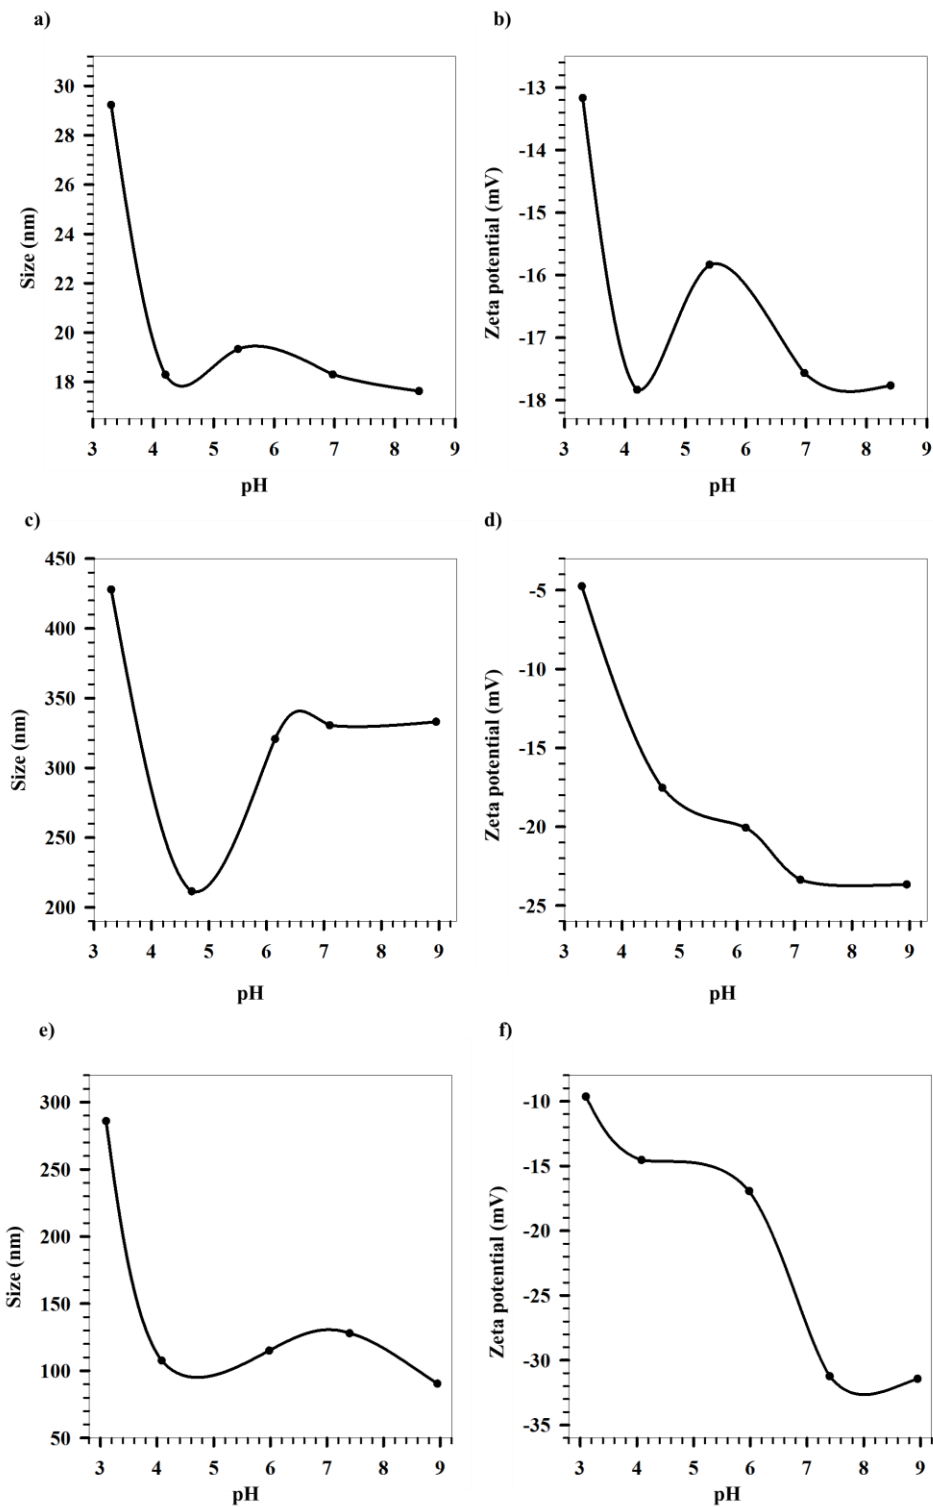 a)
30
28
26
24
22
20
18
Size (nm)
3 4 5 6 7 8 9
pH
b)
-13
-14
-15
-16
-17
-18
Zeta potential (mV)
3 4 5 6 7 8 9
pH
c)
450
400
350
300
250
200
Size (nm)
3 4 5 6 7 8 9
pH
d)
-5
-10
-15
-20
-25
Zeta potential (mV)
3 4 5 6 7 8 9
pH
e)
300
250
200
150
100
50
Size (nm)
3 4 5 6 7 8 9
pH
f)
-10
-15
-20
-25
-30
-35
Zeta potential (mV)
3 4 5 6 7 8 9
pH